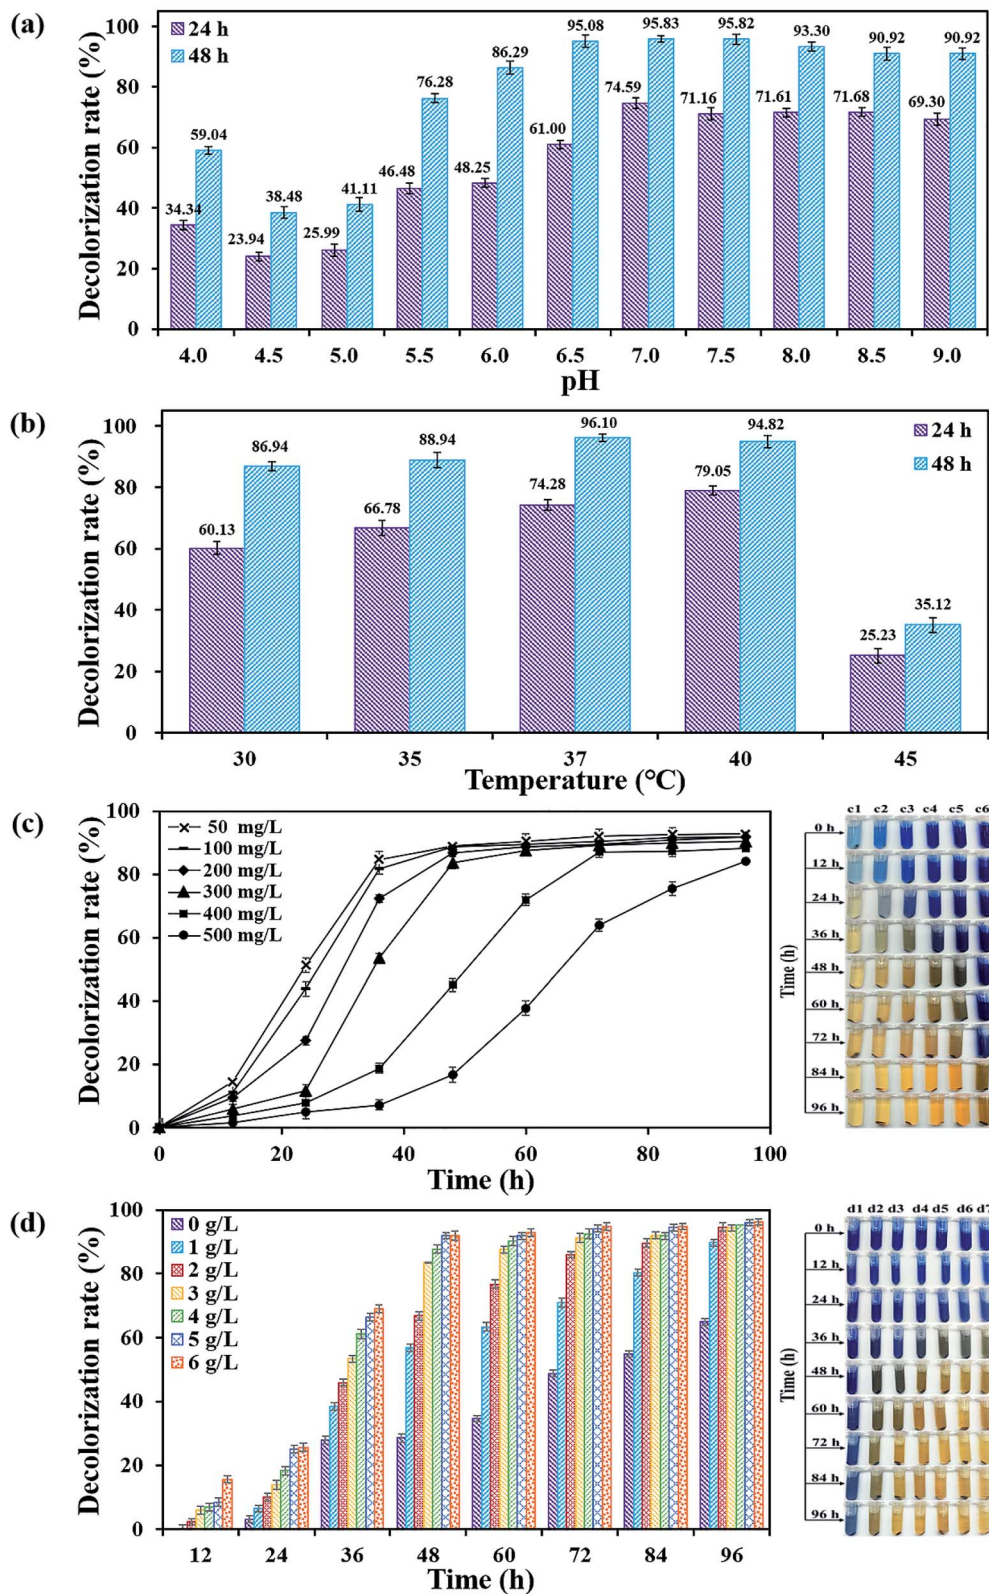 (a)
Decolorization rate (%)
100
80
60
40
20
0
24 h
48 h
34.34
59.04
23.94
38.48
25.99
41.11
46.48
76.28
48.25
86.29
61.00
95.08
74.59
95.83
71.16
95.82
71.61
93.30
71.68
90.92
69.30
90.92
4.0 4.5 5.0 5.5 6.0 6.5 7.0 7.5 8.0 8.5 9.0
pH
(b)
Decolorization rate (%)
100
80
60
40
20
0
24 h
48 h
60.13
86.94
66.78
88.94
74.28
96.10
79.05
94.82
25.23
35.12
30 35 37 40 45
Temperature (°C)
(c)
Decolorization rate (%)
100
80
60
40
20
0
50 mg/L
100 mg/L
200 mg/L
300 mg/L
400 mg/L
500 mg/L
0 20 40 60 80 100
Time (h)
c1 c2 c3 c4 c5 c6
Time (h)
0 h
12 h
24 h
36 h
48 h
60 h
72 h
84 h
96 h
(d)
Decolorization rate (%)
100
80
60
40
20
0
0 g/L
1 g/L
2 g/L
3 g/L
4 g/L
5 g/L
6 g/L
12 24 36 48 60 72 84 96
Time (h)
d1 d2 d3 d4 d5 d6 d7
Time (h)
0 h
12 h
24 h
36 h
48 h
60 h
72 h
84 h
96 h